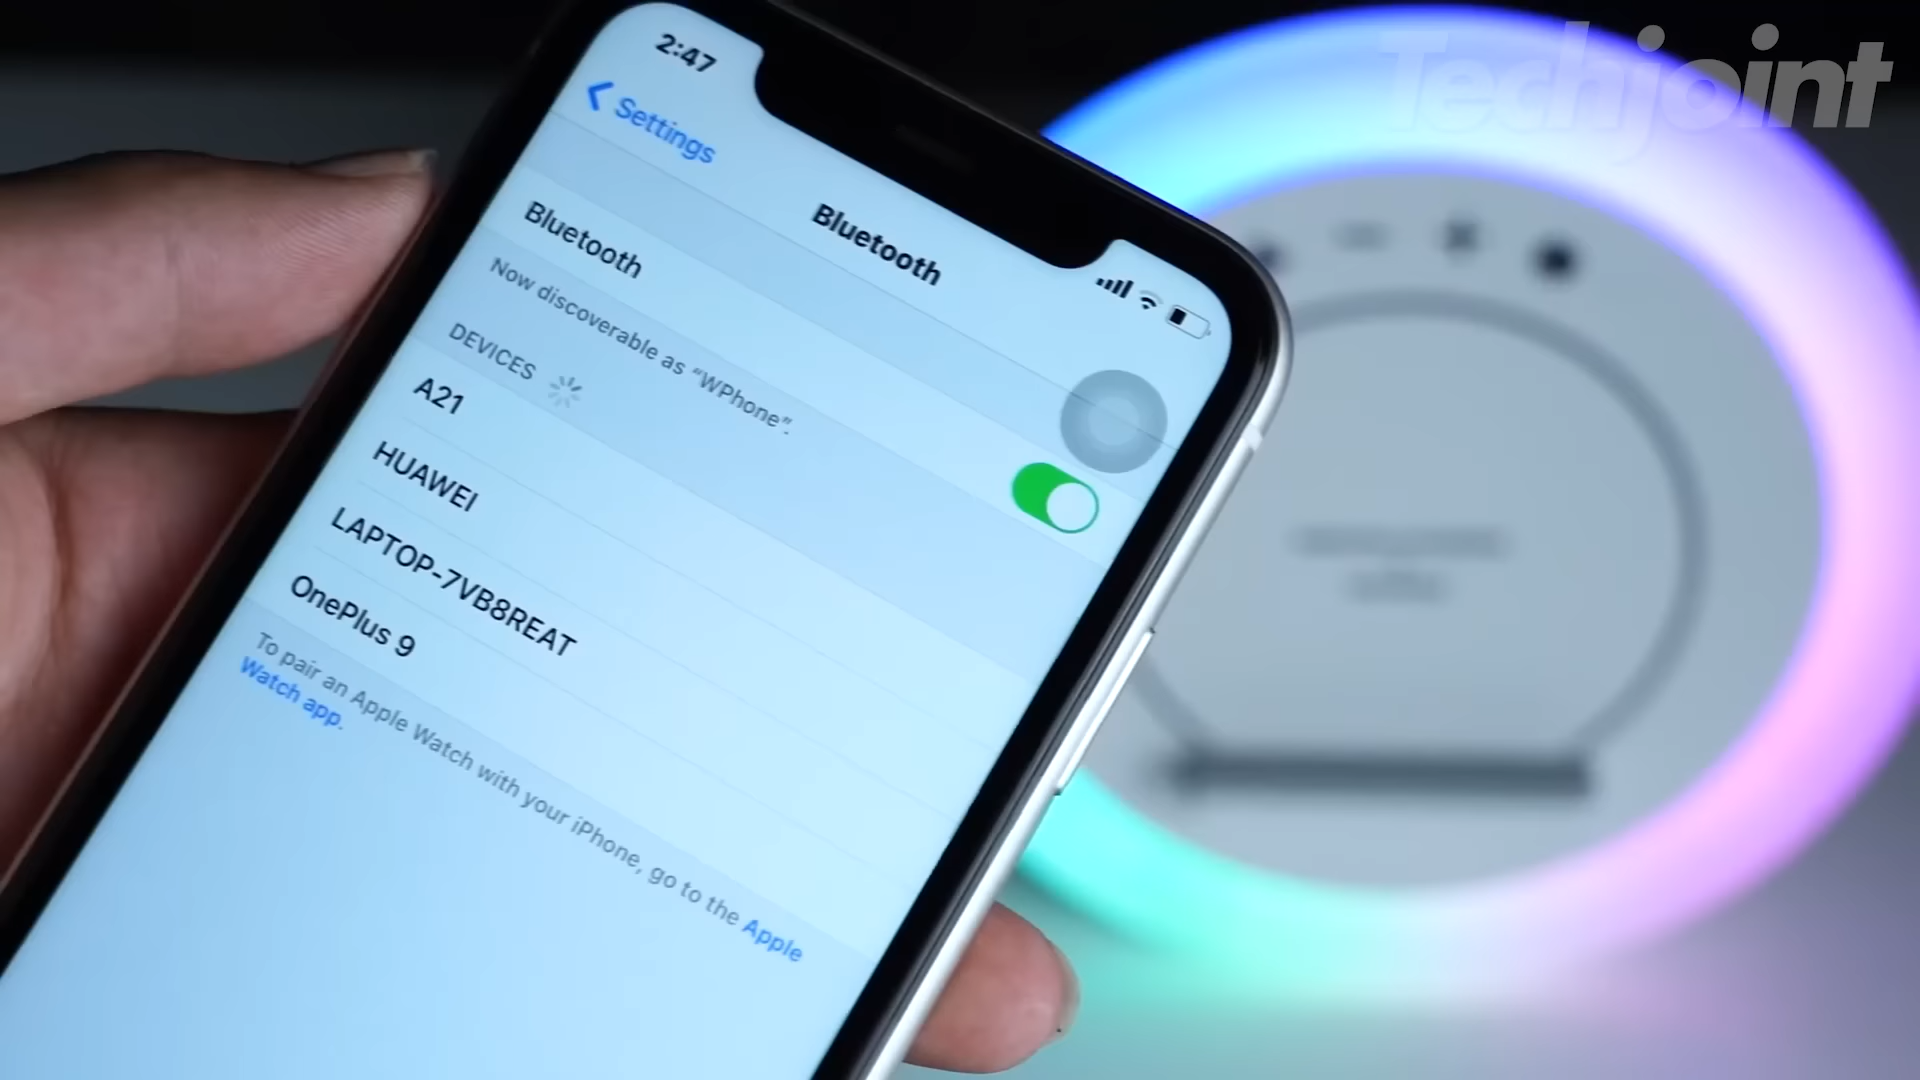 Techjoint
2:47
Settings
Bluetooth
Bluetooth
Now discoverable as “WPhone”.
DEVICES
A21
HUAWEI
LAPTOP-7VB8REAT
OnePlus 9
To pair an Apple Watch with your iPhone, go to the Apple
Watch app.